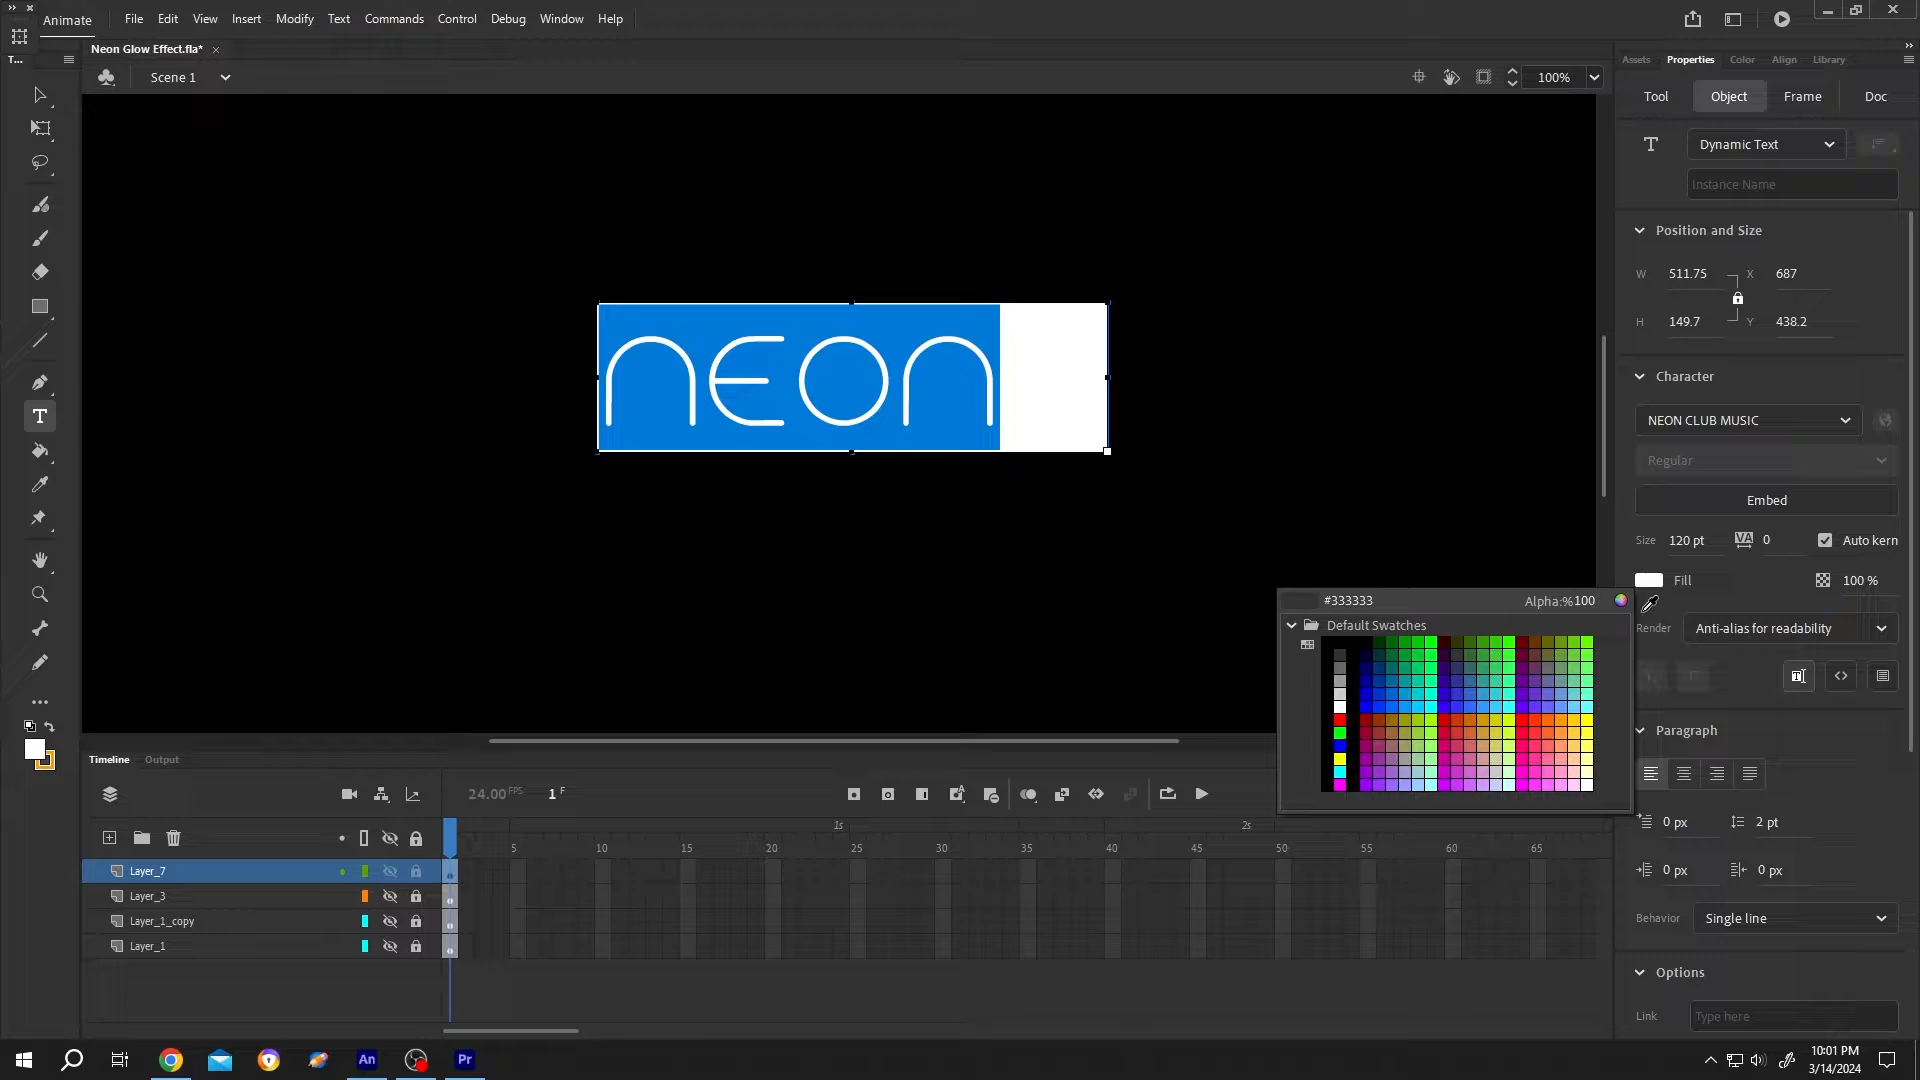 Animate File Edit View Insert Modify Text Commands Control Debug Window Help
T...
Neon Glow Effect.fla*
Scene 1
100%
Assets Properties Color Align Library
Tool Object Frame Doc
Dynamic Text
Instance Name
Position and Size
W 511.75 X 687
H 149.7 Y 438.2
neon
Character
NEON CLUB MUSIC
Regular
Embed
Size 120 pt VA 0 Auto kern
Fill 100 %
#333333 Alpha:%100
Default Swatches
Render Anti-alias for readability
Paragraph
0 px 2 pt
0 px 0 px
Behavior Single line
Options
Link Type here
Timeline Output
24.00 FPS 1 F
1s 2s
5 10 15 20 25 30 35 40 45 50 55 60 65
Layer_7
Layer_3
Layer_1_copy
Layer_1
An Pr
10:01 PM
3/14/2024